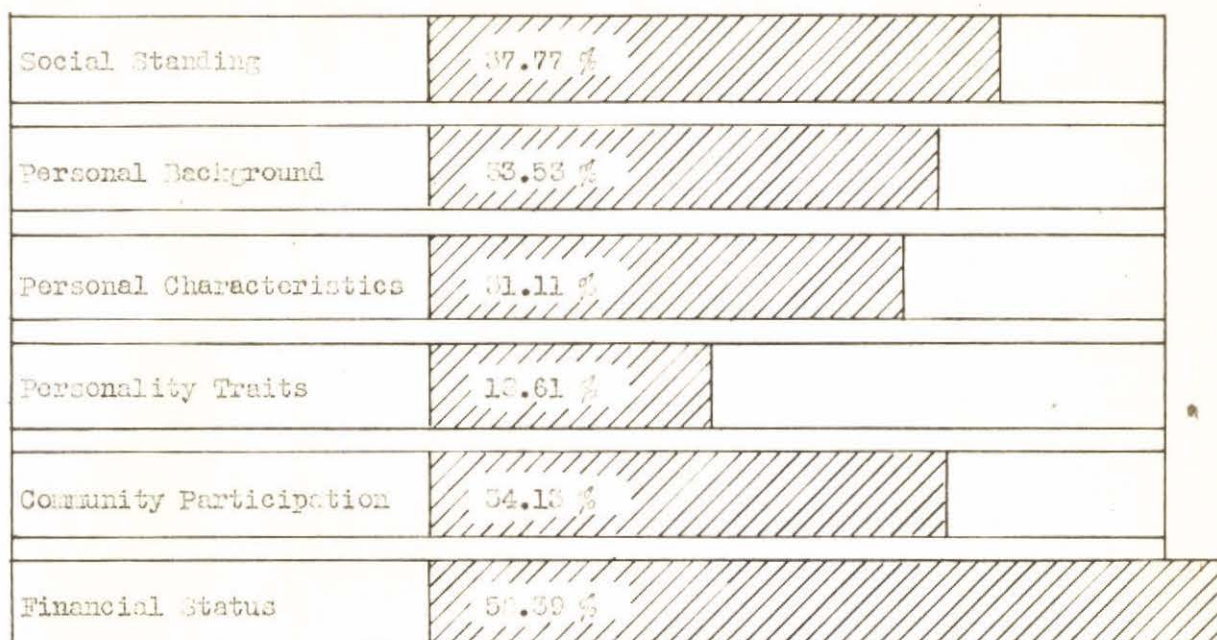 Social Standing 37.77 %
Personal Background 33.53 %
Personal Characteristics 31.11 %
Personality Traits 18.61 %
Community Participation 34.13 %
Financial Status %